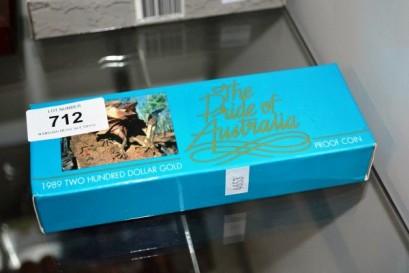 LOT NUMBER
712
The
Pride of
Australia
1989 TWO HUNDRED DOLLAR GOLD
PROOF COIN